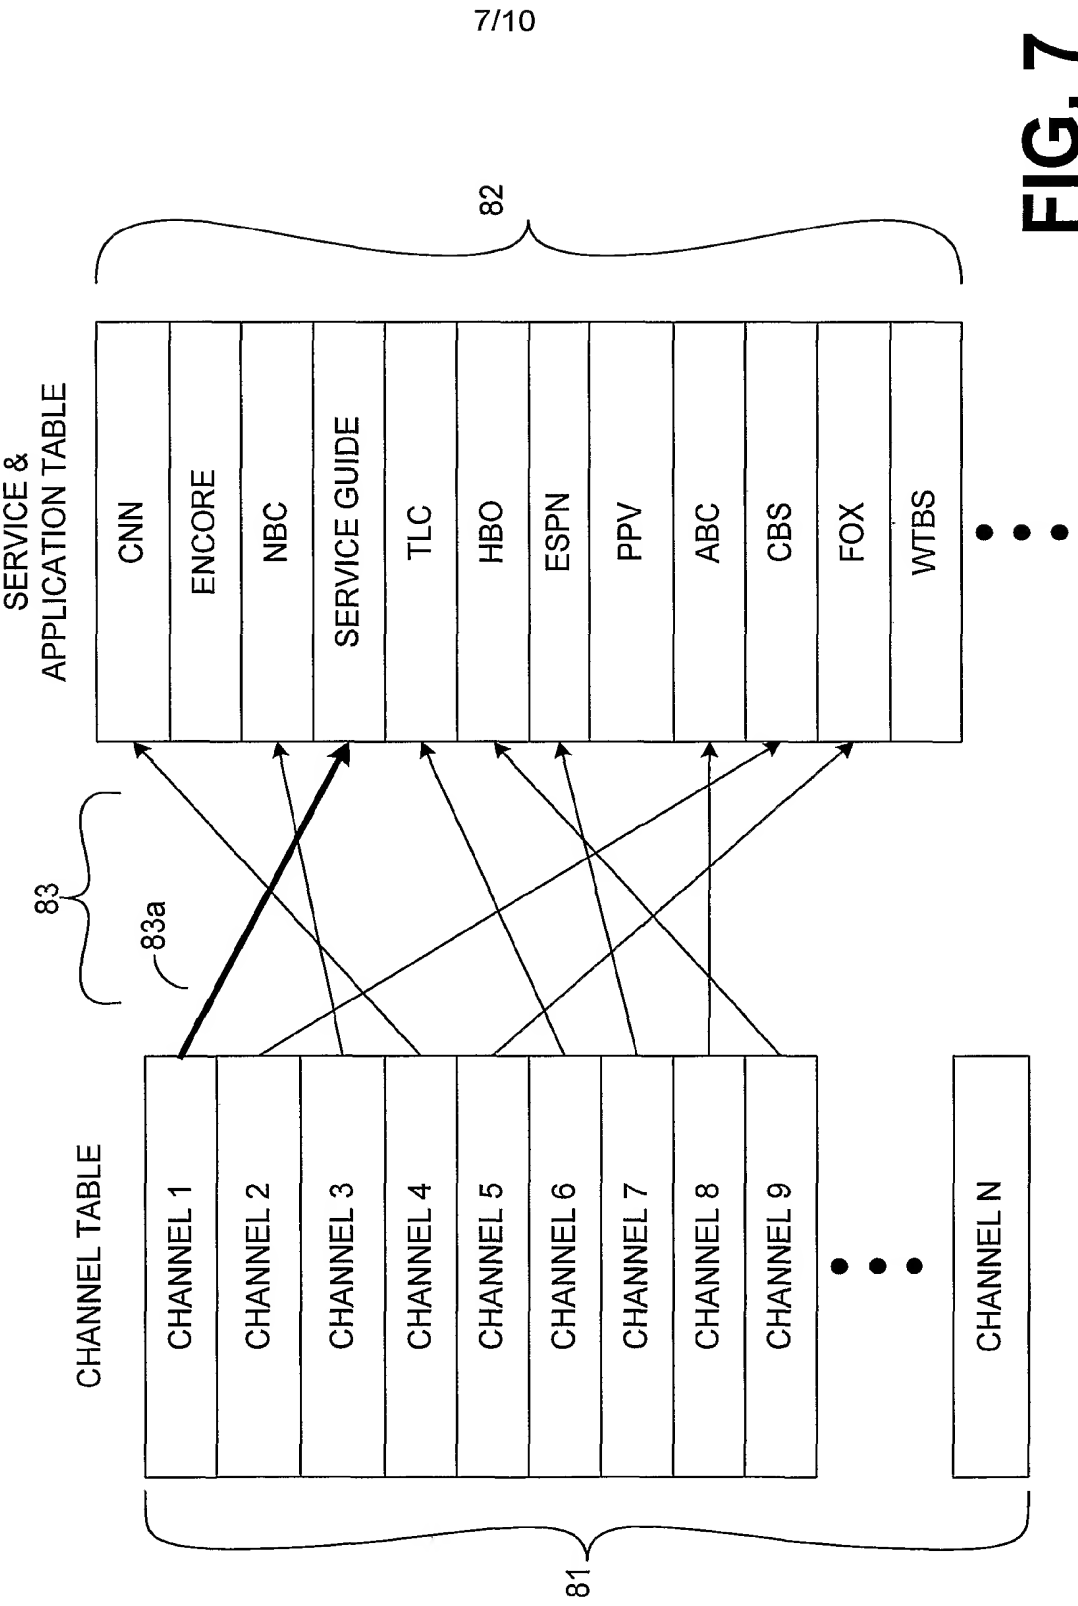 7/10
CHANNEL TABLE
CHANNEL 1
CHANNEL 2
CHANNEL 3
CHANNEL 4
CHANNEL 5
CHANNEL 6
CHANNEL 7
CHANNEL 8
CHANNEL 9
CHANNEL N
81
83
83a
SERVICE &
APPLICATION TABLE
CNN
ENCORE
NBC
SERVICE GUIDE
TLC
HBO
ESPN
PPV
ABC
CBS
FOX
WTBS
82
FIG. 7